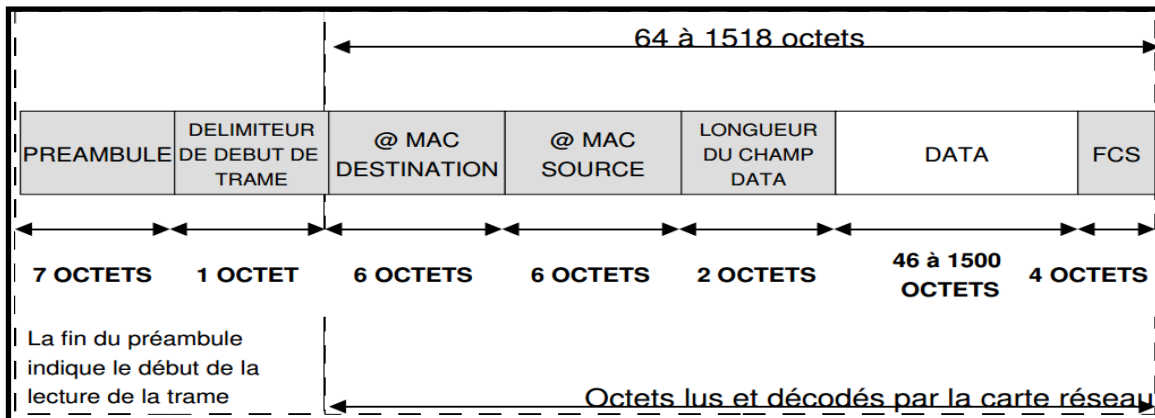 64 à 1518 octets
PREAMBULE
DELIMITEUR
DE DEBUT DE
TRAME
@ MAC
DESTINATION
@ MAC
SOURCE
LONGUEUR
DU CHAMP
DATA
DATA
FCS
7 OCTETS
1 OCTET
6 OCTETS
6 OCTETS
2 OCTETS
46 à 1500
OCTETS
4 OCTETS
La fin du préambule
indique le début de la
lecture de la trame
Octets lus et décodés par la carte réseau